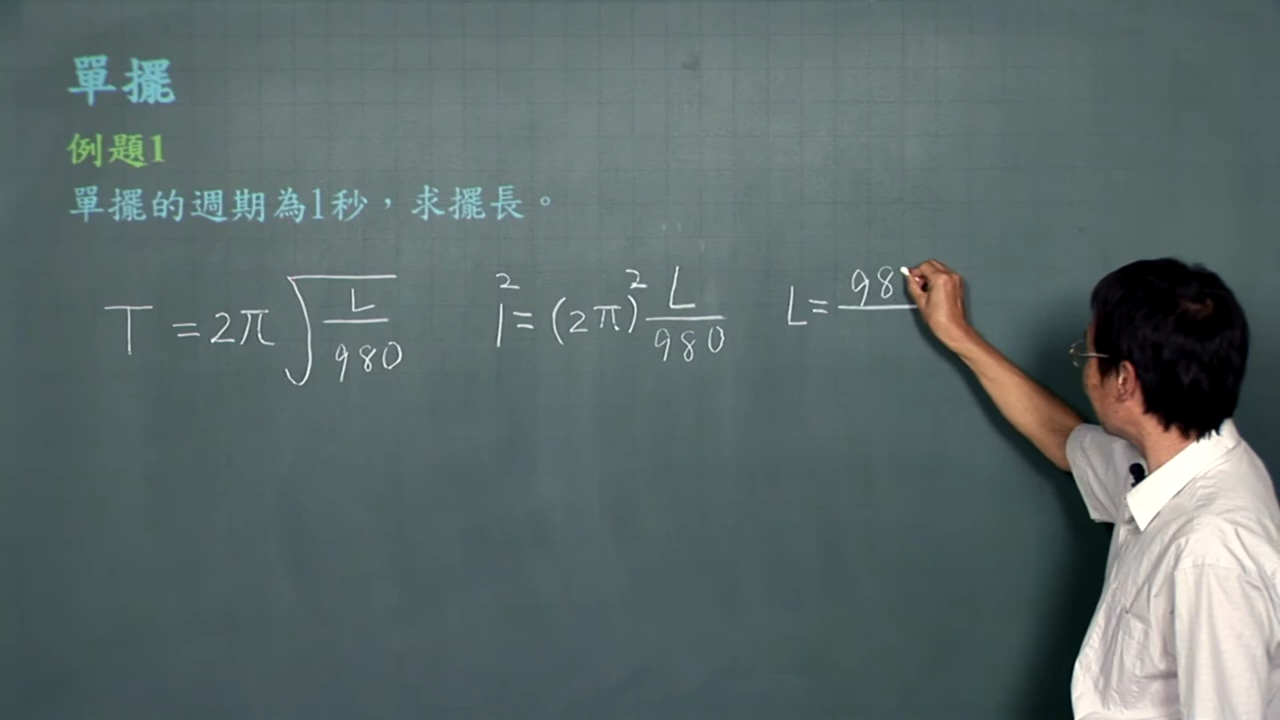 單擺
例題1
單擺的週期為1秒，求擺長。
T = 2π√(L/980) 1² = (2π)² L/980 L = 98